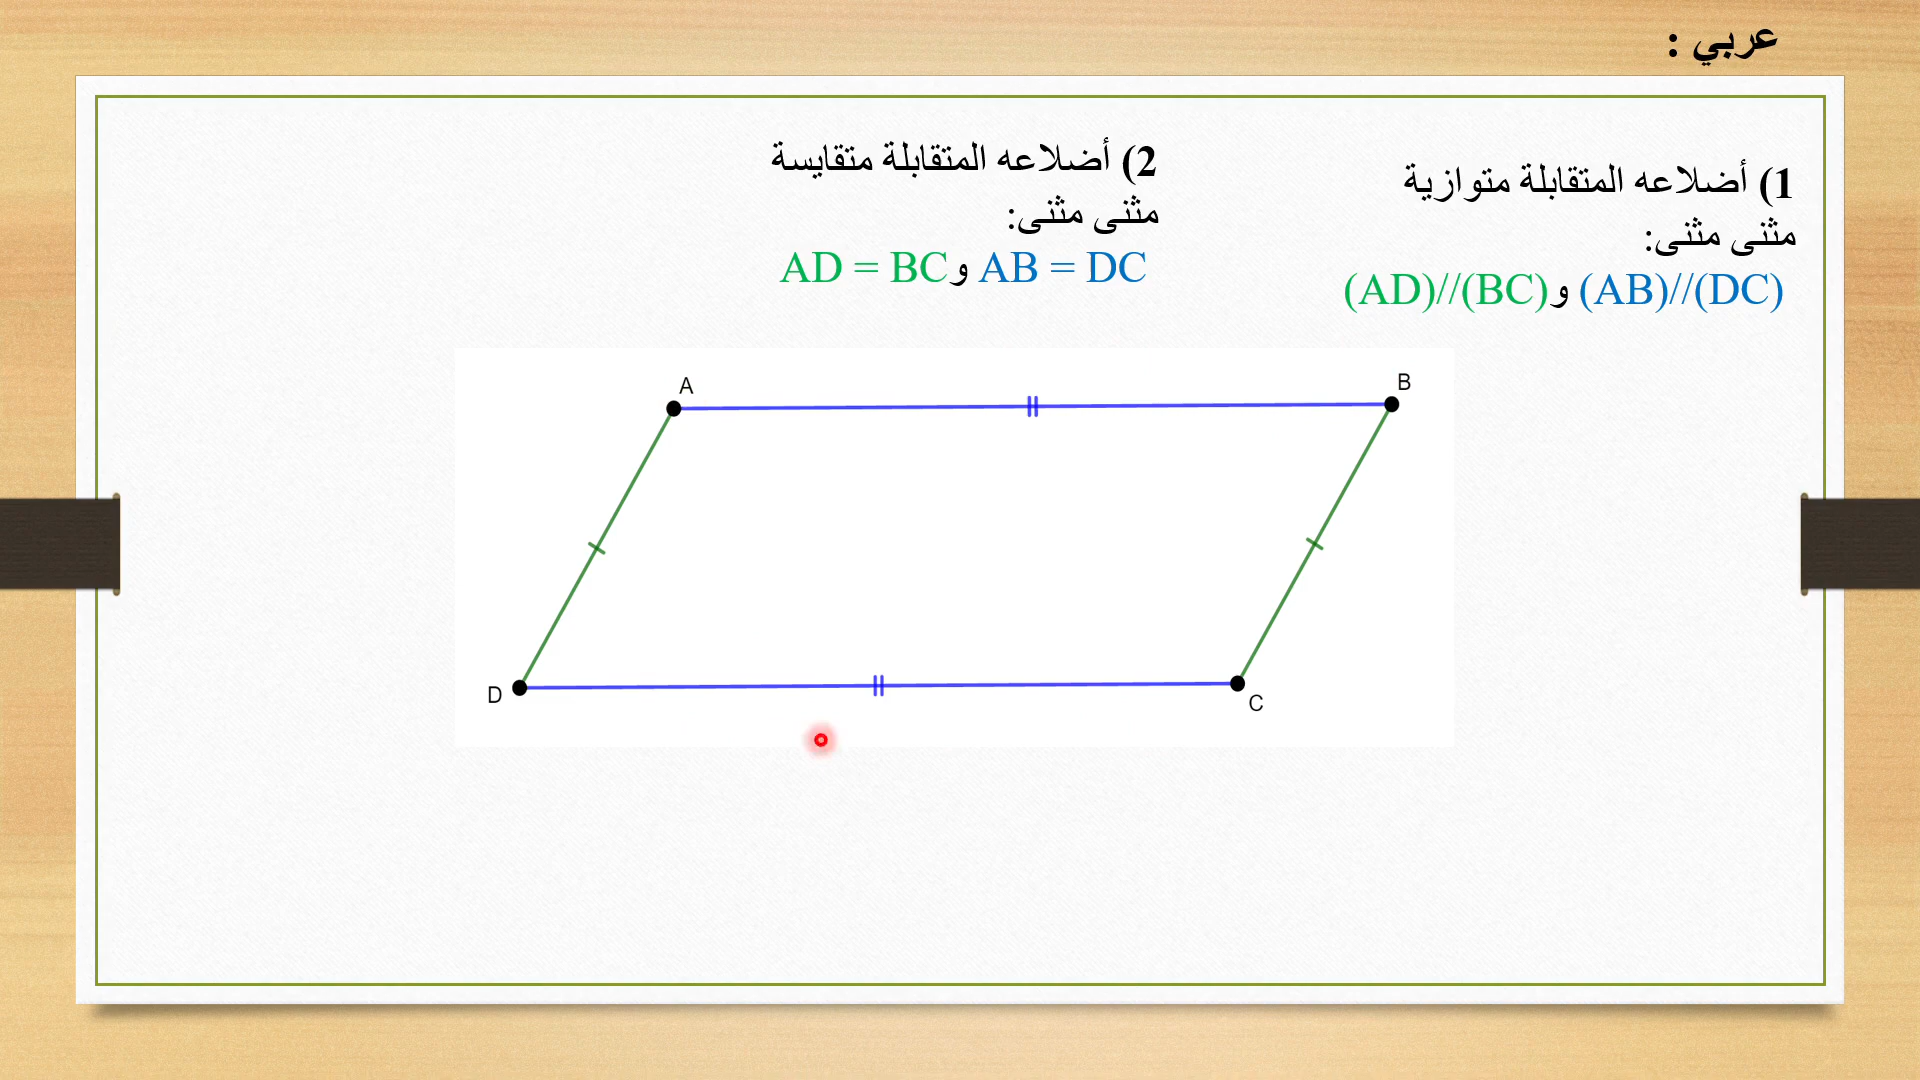 عربي :
1) أضلاعه المتقابلة متوازية
مثنى مثنى:
(AB)//(DC) و (AD)//(BC)
2) أضلاعه المتقابلة متقايسة
مثنى مثنى:
AB = DC و AD = BC
A
B
D
C